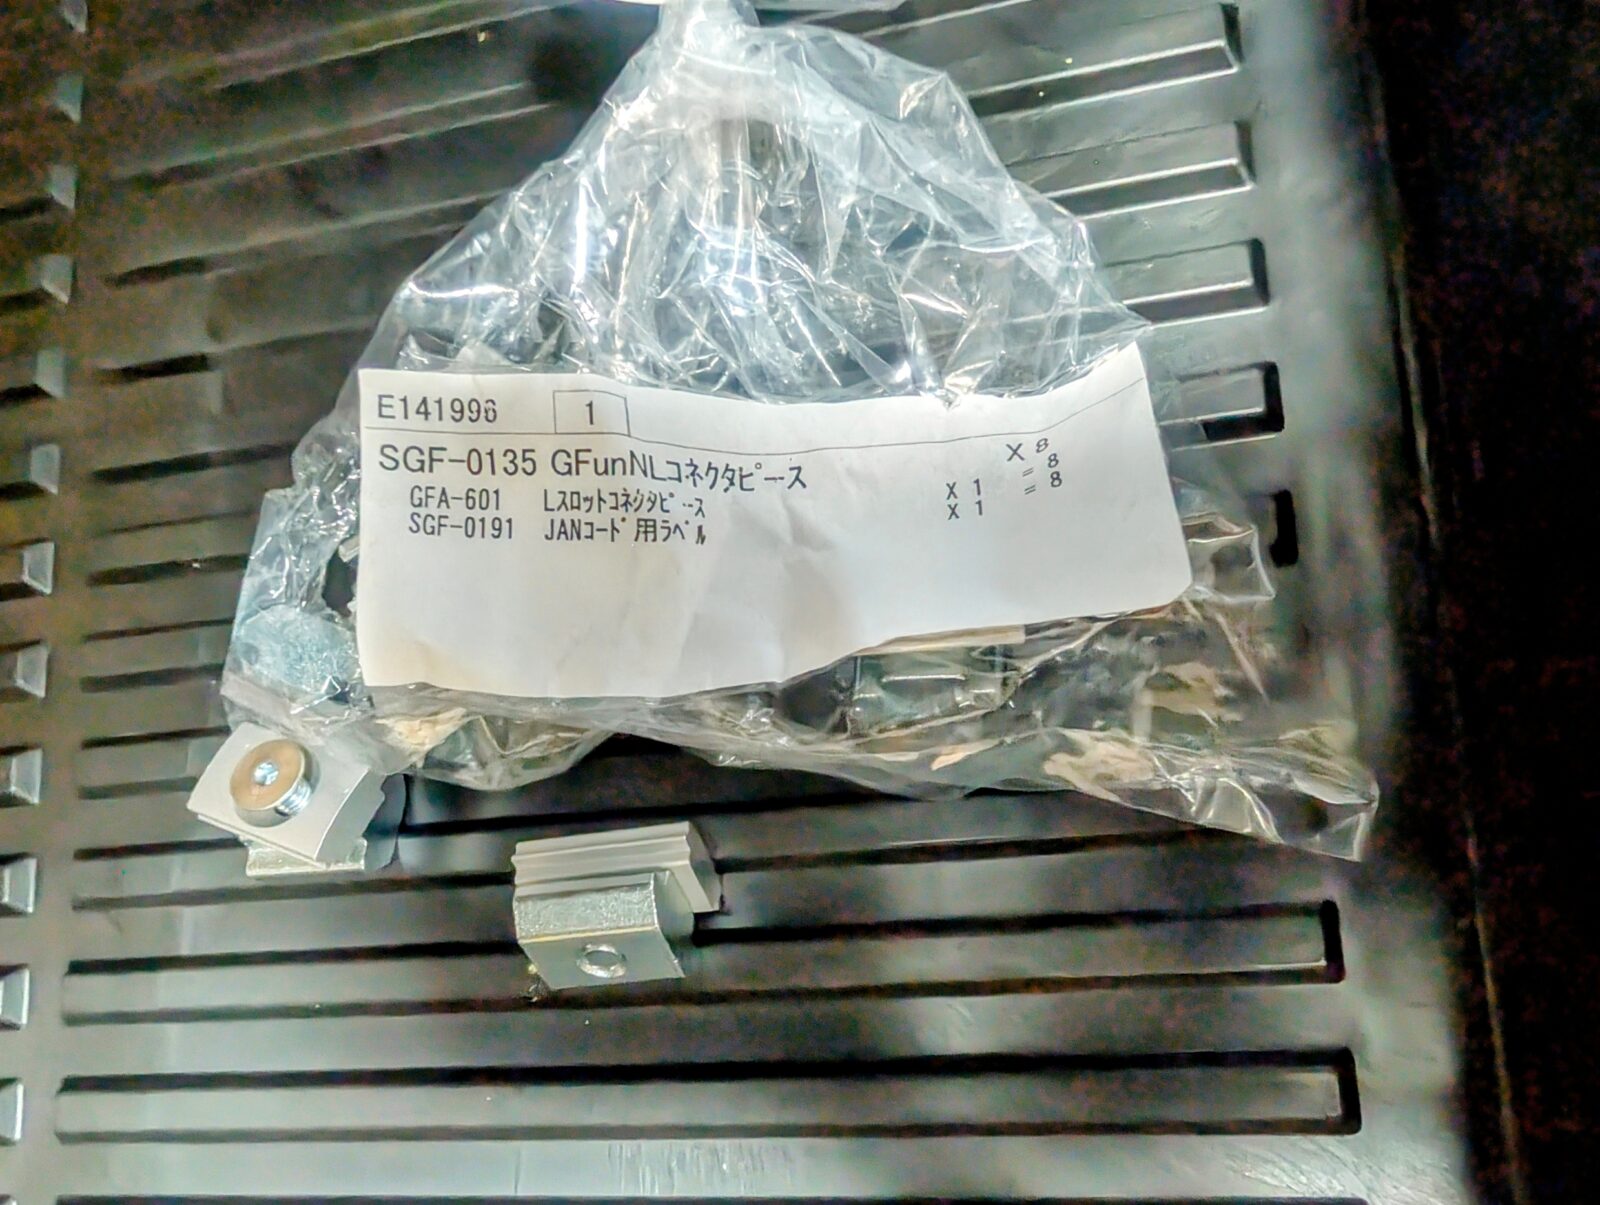 E141996 1
SGF-0135 GFunNLコネクタピース X 8
GFA-601 Lスロットコネクタピース X 1 = 8
SGF-0191 JANコード用ラベル X 1 = 8